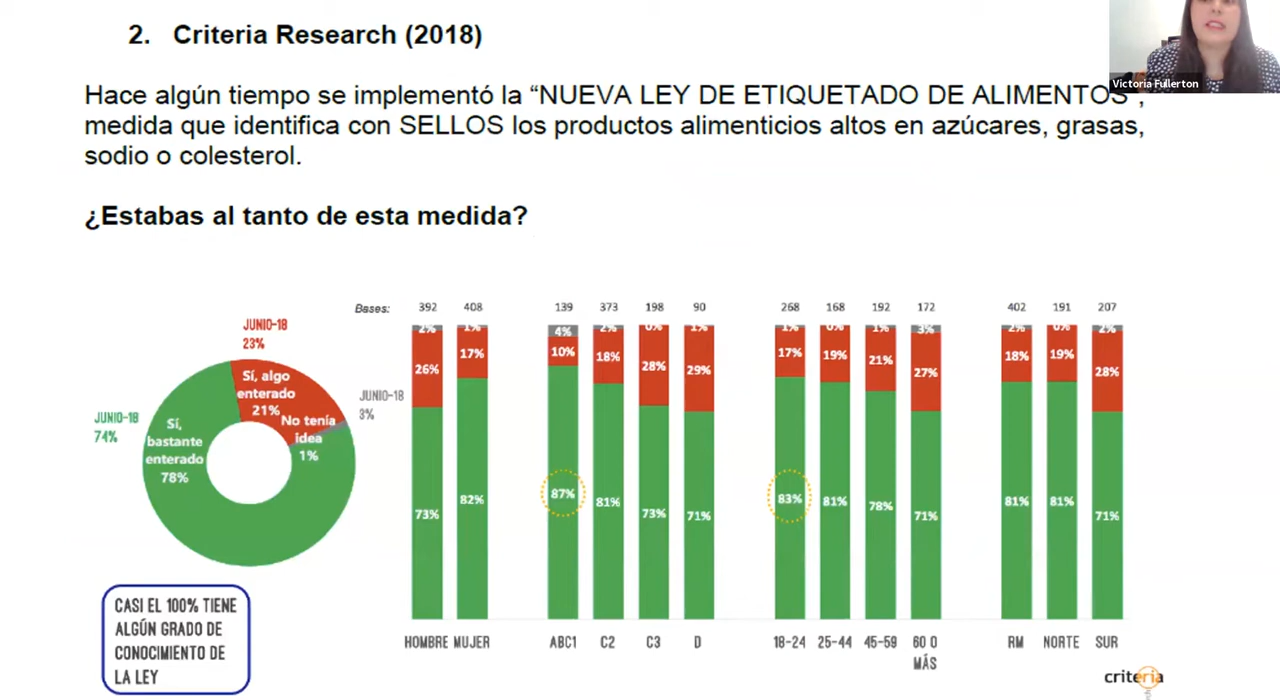 2. Criteria Research (2018)
Victoria Fullerton
Hace algún tiempo se implementó la “NUEVA LEY DE ETIQUETADO DE ALIMENTOS”,
medida que identifica con SELLOS los productos alimenticios altos en azúcares, grasas,
sodio o colesterol.
¿Estabas al tanto de esta medida?
JUNIO-18
23%
JUNIO-18
74%
JUNIO-18
3%
Sí, algo
enterado
21%
No tenía
idea
1%
Sí,
bastante
enterado
78%
CASI EL 100% TIENE
ALGÚN GRADO DE
CONOCIMIENTO DE
LA LEY
Bases: 392 408 139 373 198 90 268 168 192 172 402 191 207
2% 1% 4% 2% 0% 1% 1% 0% 1% 3% 2% 0% 2%
26% 17% 10% 18% 28% 29% 17% 19% 21% 27% 18% 19% 28%
73% 82% 87% 81% 73% 71% 83% 81% 78% 71% 81% 81% 71%
HOMBRE MUJER ABC1 C2 C3 D 18-24 25-44 45-59 60 O RM NORTE SUR
MÁS
criteria